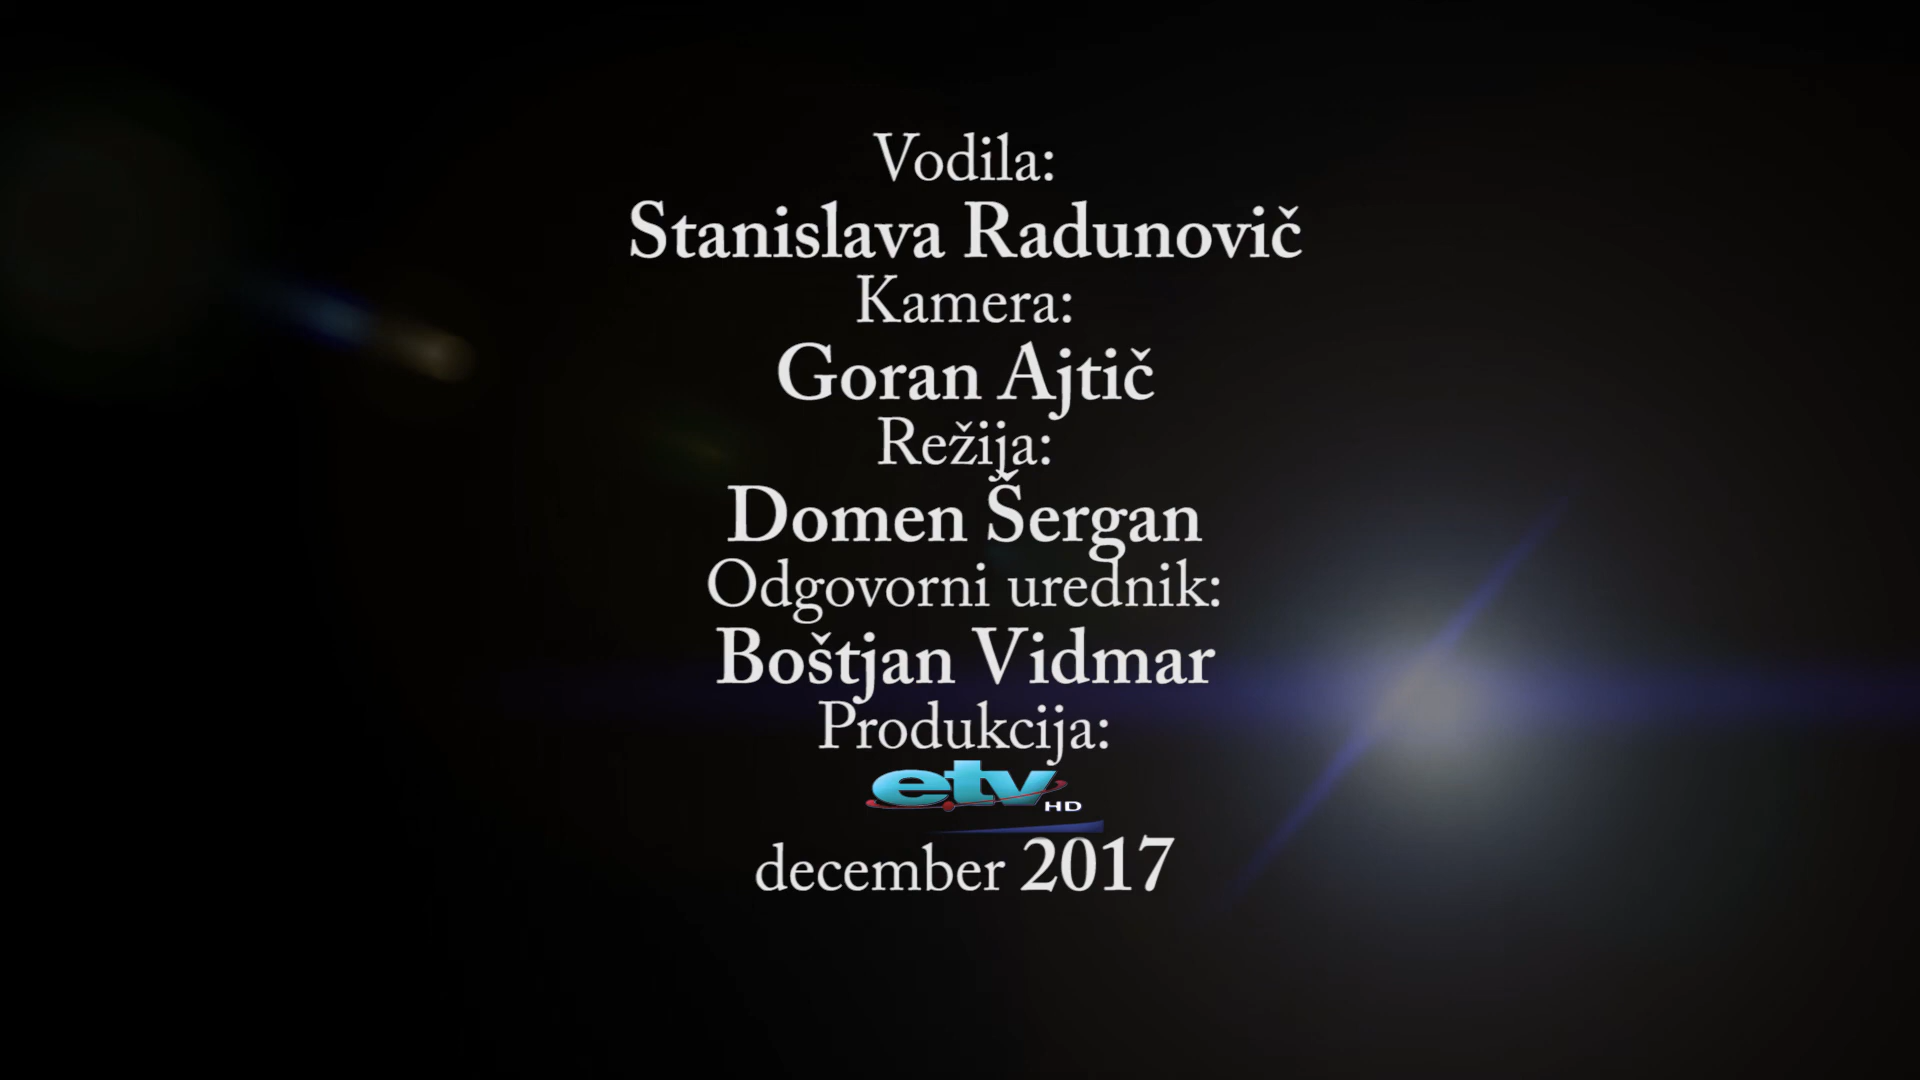 Vodila:
Stanislava Radunovič
Kamera:
Goran Ajtič
Režija:
Domen Šergan
Odgovorni urednik:
Boštjan Vidmar
Produkcija:
etv HD
december 2017